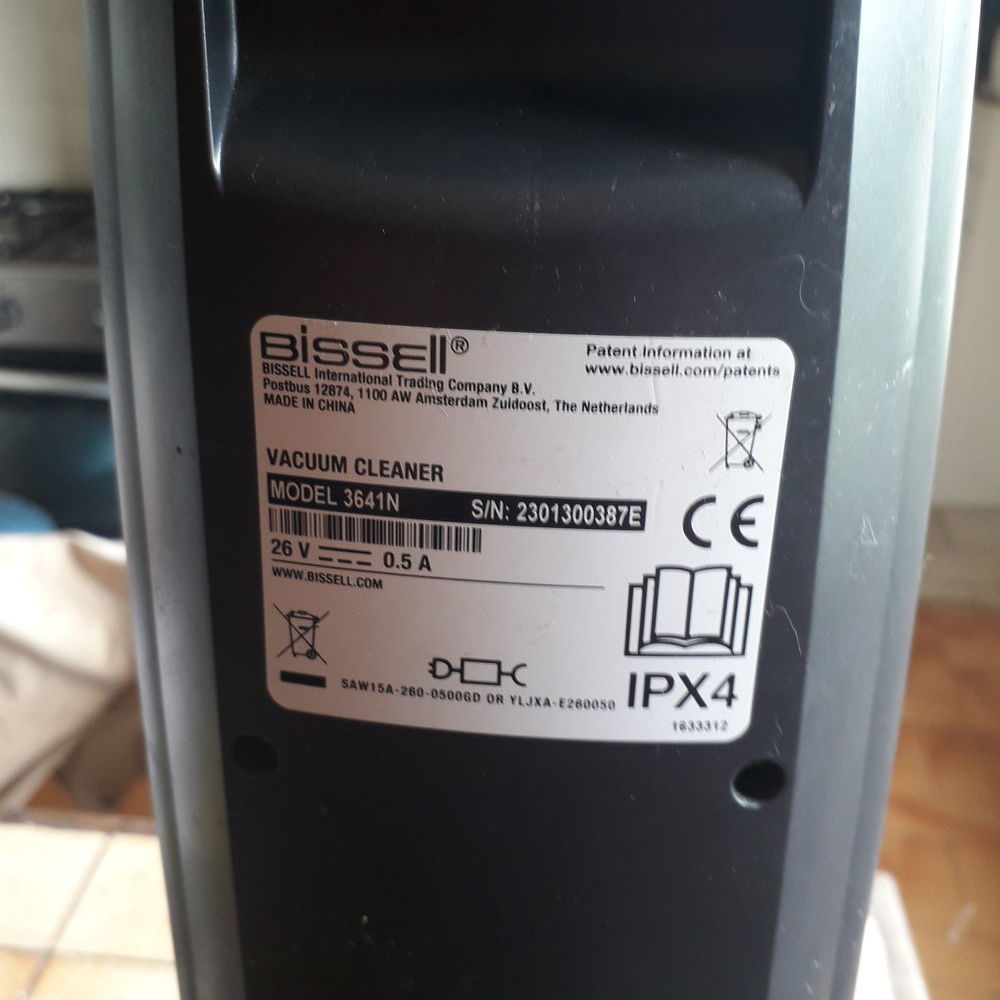 BISSELL®
BISSELL International Trading Company B.V.
Postbus 12874, 1100 AW Amsterdam Zuidoost, The Netherlands
MADE IN CHINA
Patent Information at
www.bissell.com/patents
VACUUM CLEANER
MODEL 3641N S/N: 2301300387E
26 V 0.5 A
WWW.BISSELL.COM
CE
SAW15A-260-0500GD OR YLJXA-E260050
IPX4
1633312